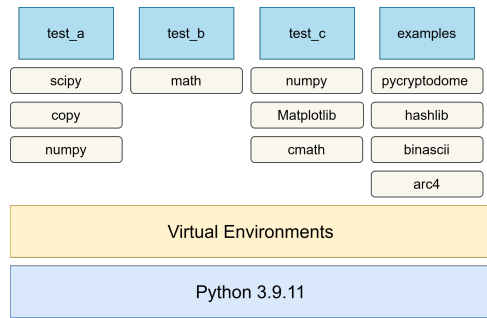 test_a
test_b
test_c
examples
scipy
math
numpy
pycryptodome
copy
Matplotlib
hashlib
numpy
cmath
binascii
arc4
Virtual Environments
Python 3.9.11